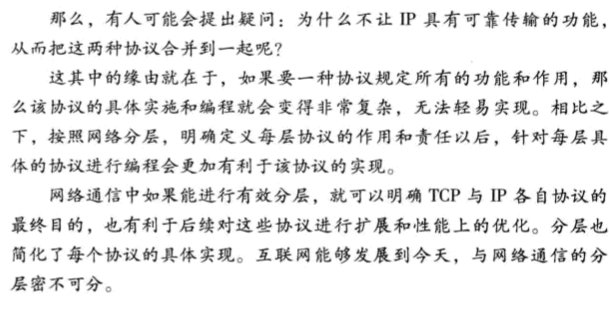 那么，有人可能会提出疑问：为什么不让 IP 具有可靠传输的功能，
从而把这两种协议合并到一起呢？
这其中的缘由就在于，如果要一种协议规定所有的功能和作用，那
么该协议的具体实施和编程就会变得非常复杂，无法轻易实现。相比之
下，按照网络分层，明确定义每层协议的作用和责任以后，针对每层具
体的协议进行编程会更加有利于该协议的实现。
网络通信中如果能进行有效分层，就可以明确 TCP 与 IP 各自协议的
最终目的，也有利于后续对这些协议进行扩展和性能上的优化。分层也
简化了每个协议的具体实现。互联网能够发展到今天，与网络通信的分
层密不可分。